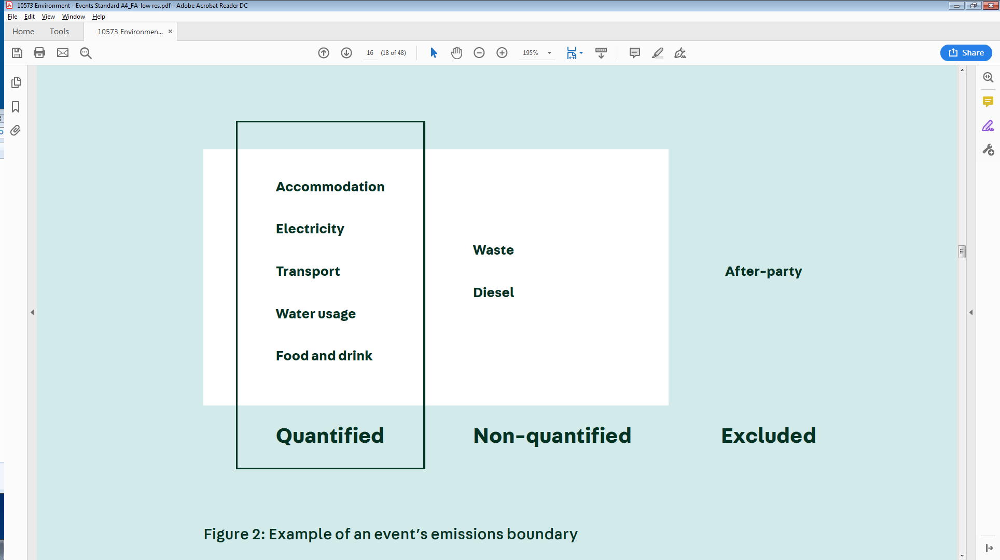 10573 Environment - Events Standard A4_FA-low res.pdf - Adobe Acrobat Reader DC
File Edit View Window Help
Home Tools 10573 Environmen... ×
16 (18 of 48) 195% Share
Accommodation
Electricity
Waste
Transport
After-party
Diesel
Water usage
Food and drink
Quantified Non-quantified Excluded
Figure 2: Example of an event’s emissions boundary